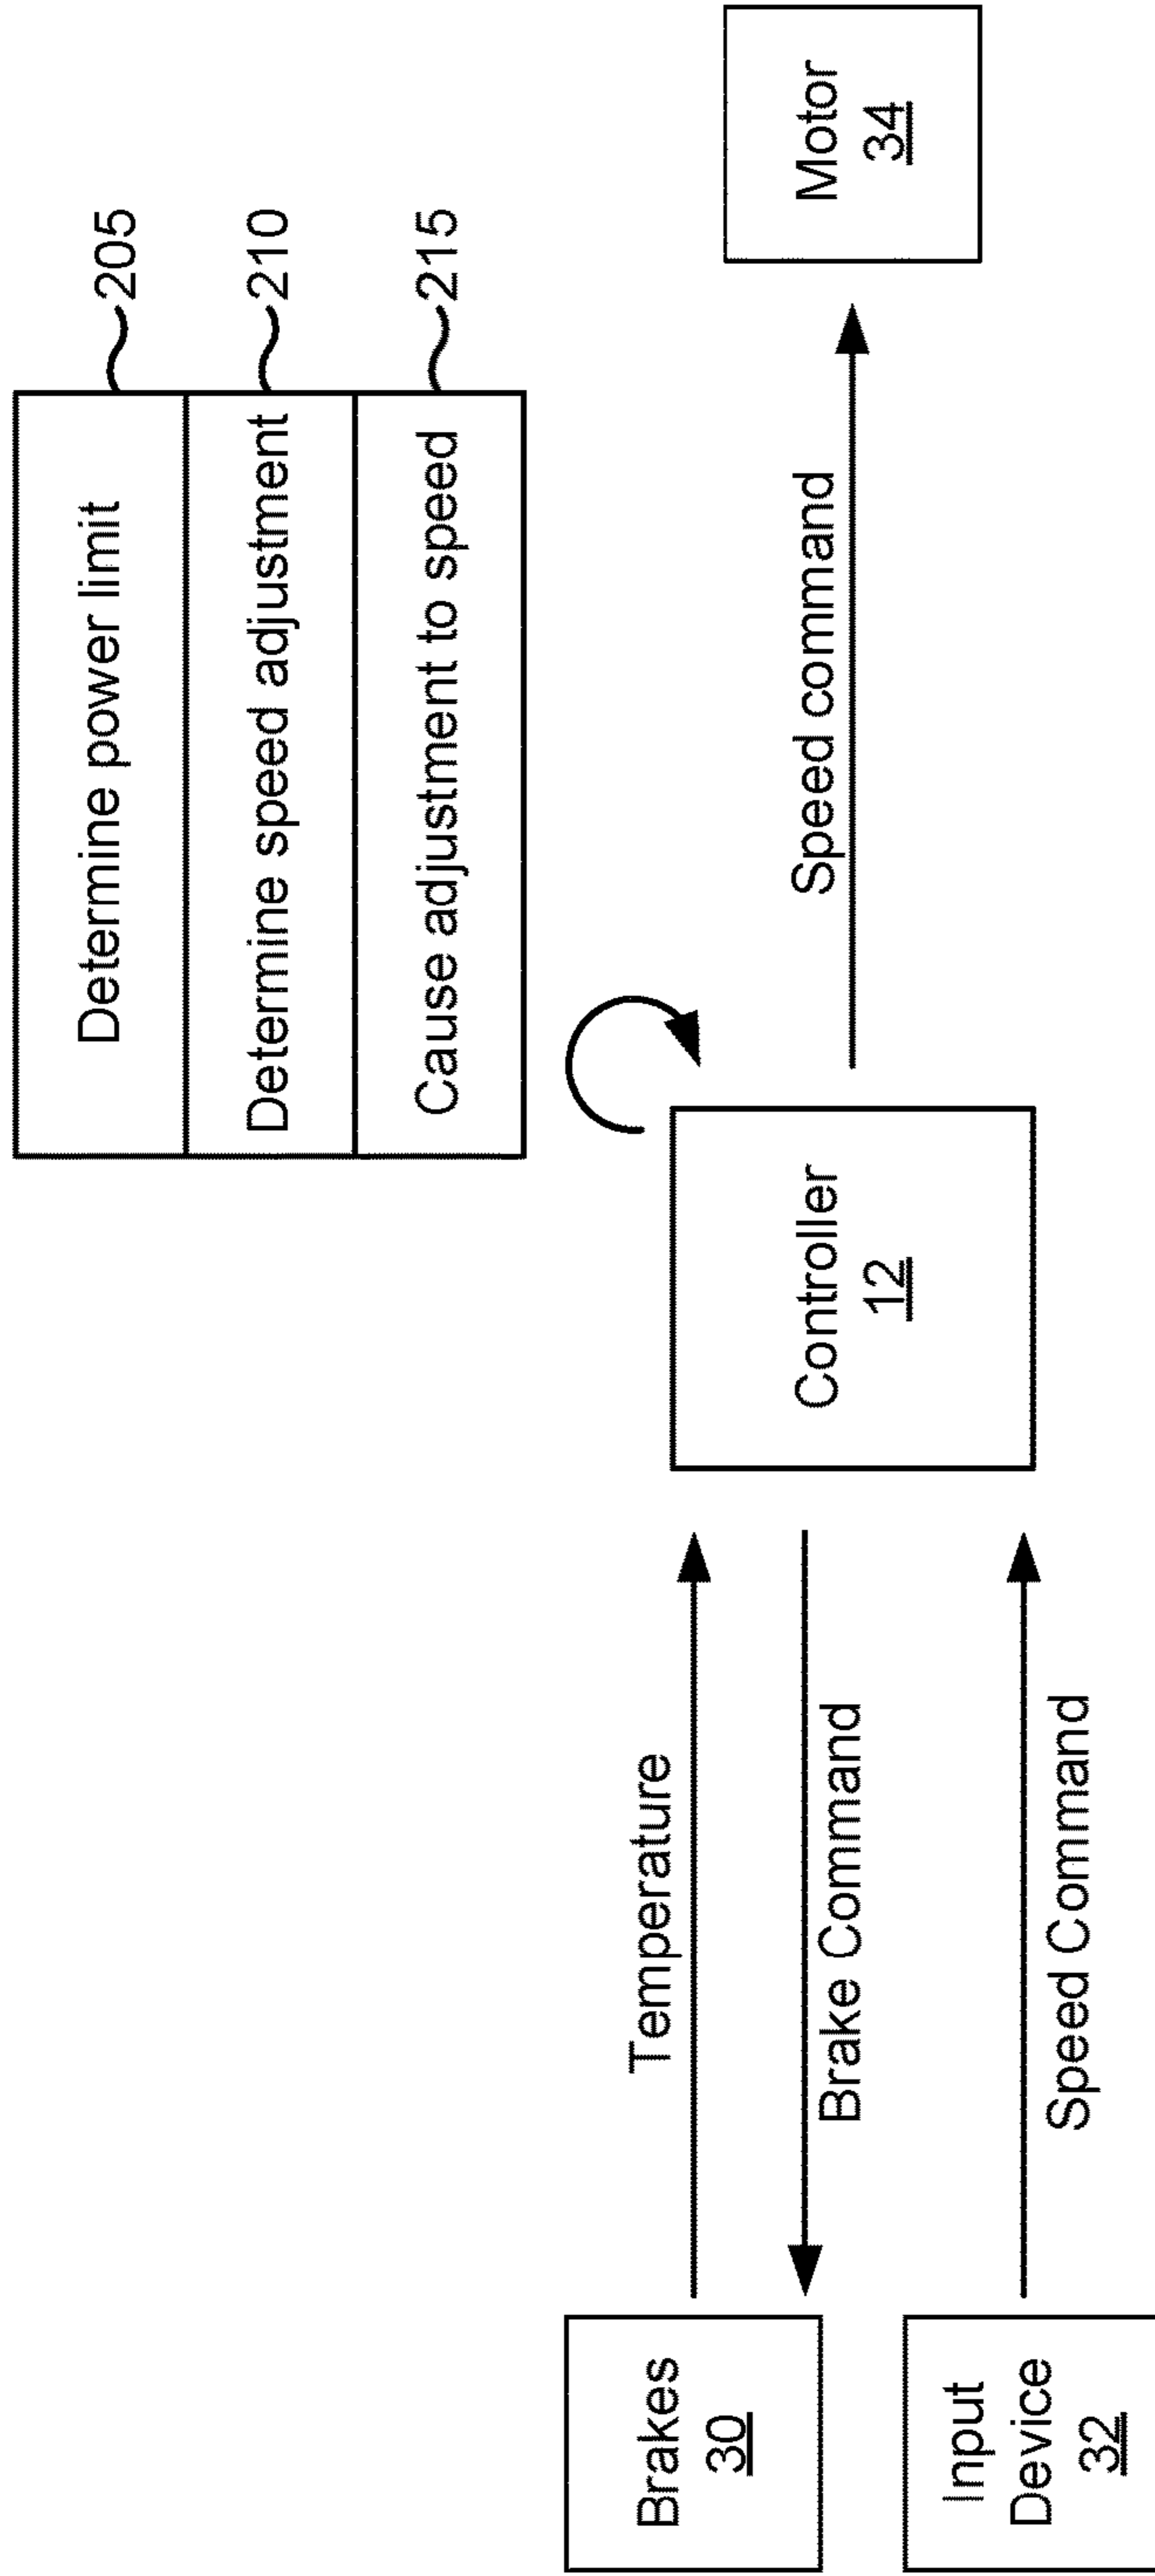 Determine power limit
205
Determine speed adjustment
210
Cause adjustment to speed
215
Brakes
30
Temperature
Brake Command
Input
Device
32
Speed Command
Controller
12
Speed command
Motor
34